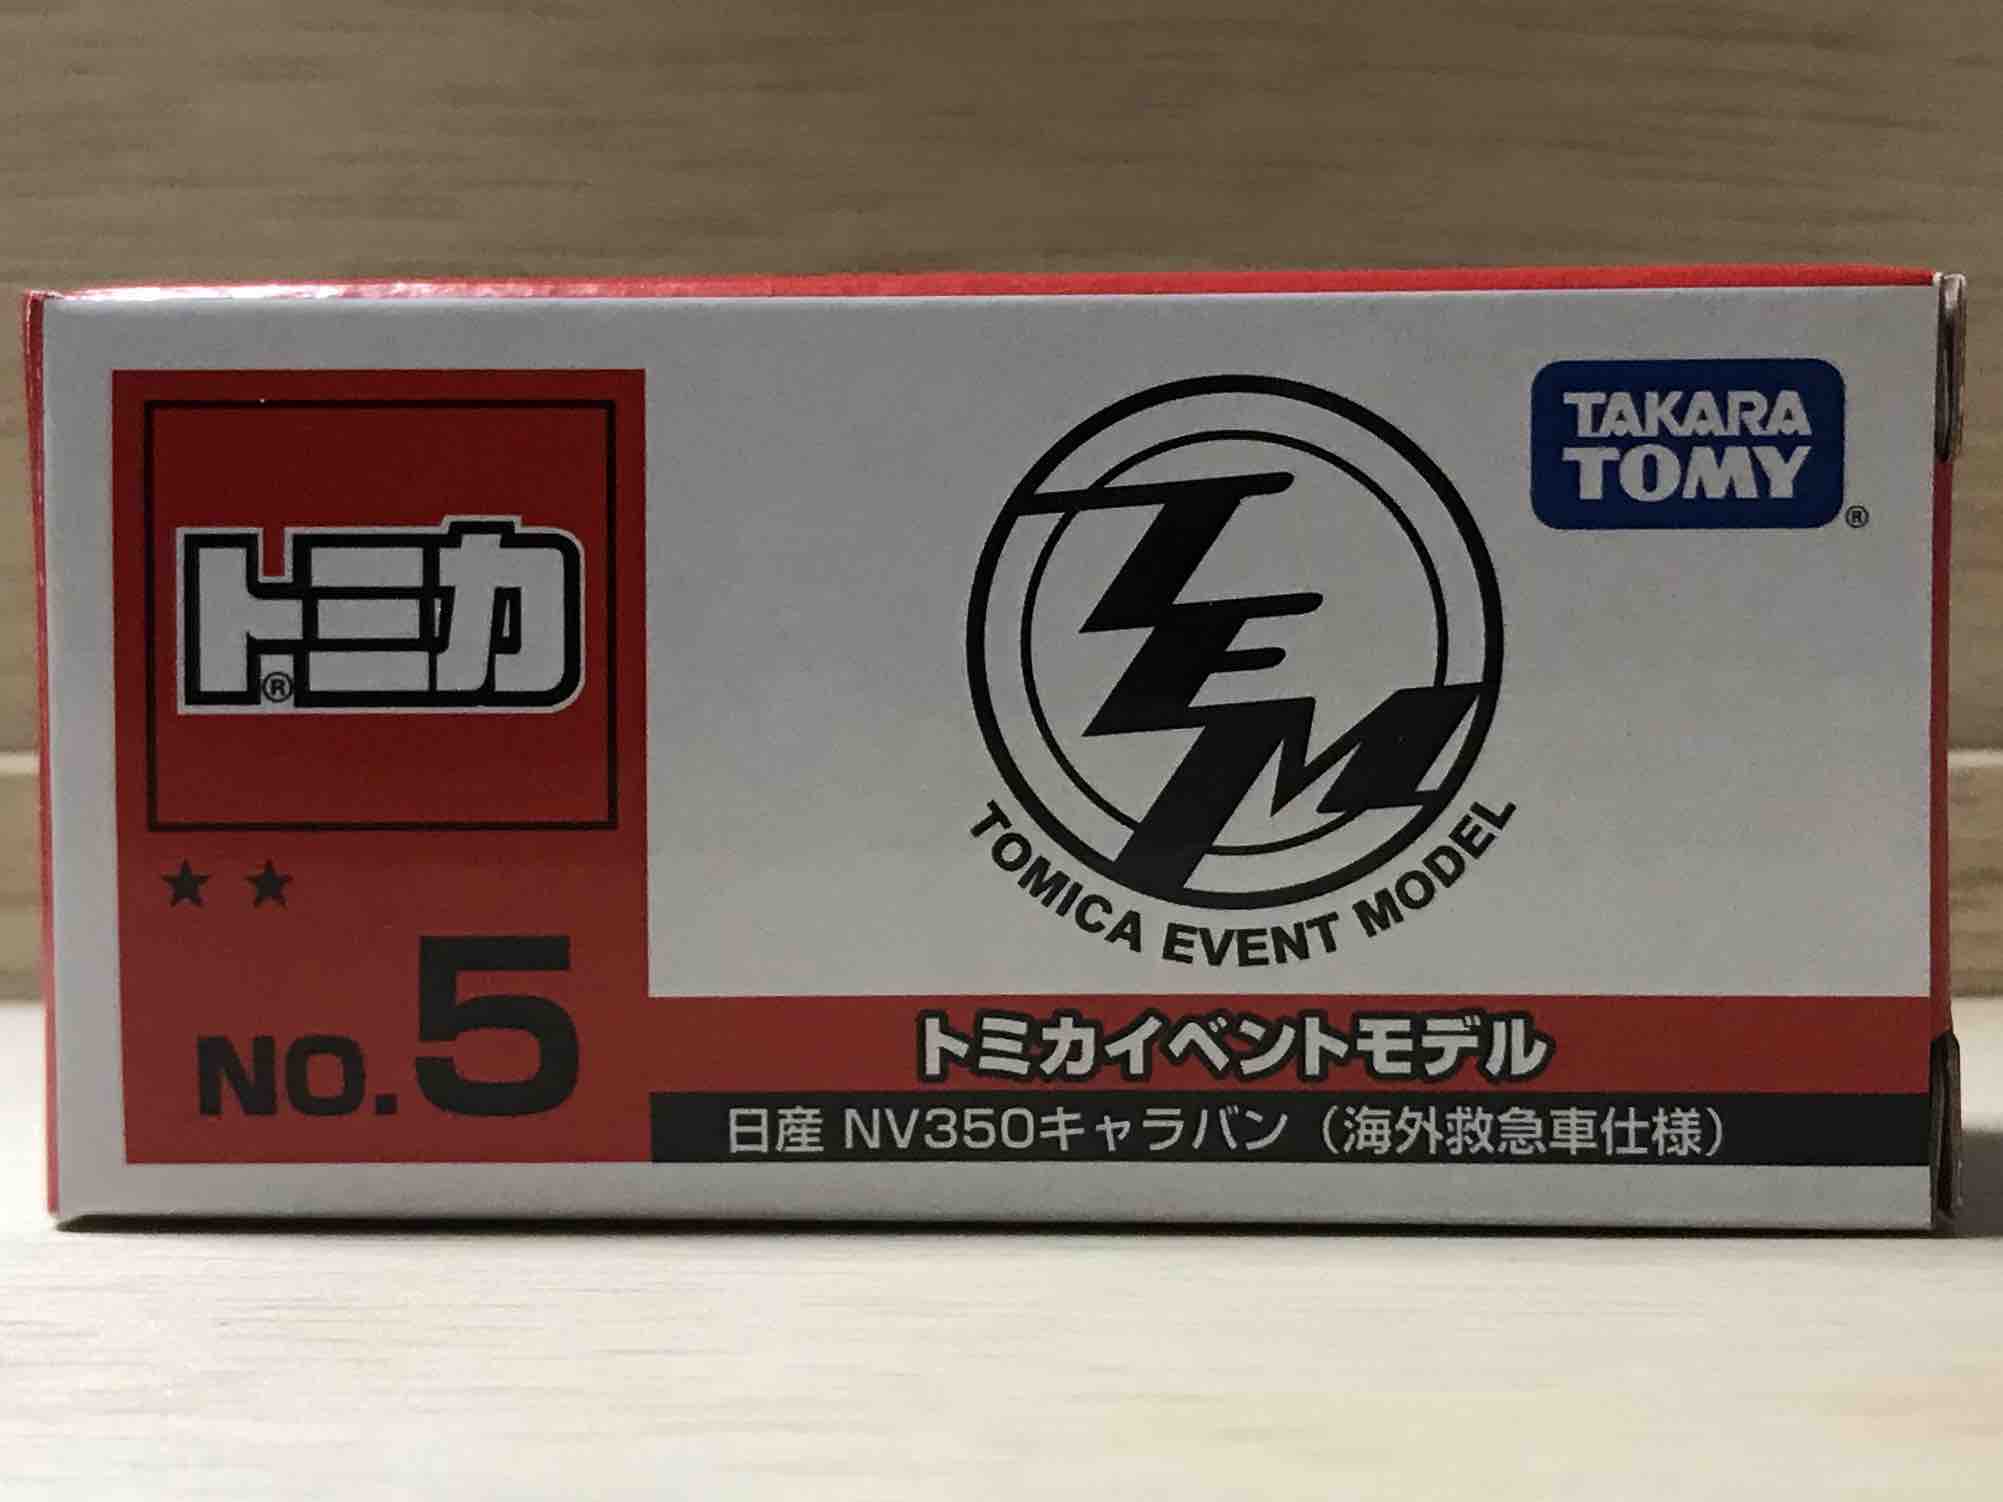 トミカ®
★ ★
NO.5
TEM
TOMICA EVENT MODEL
TAKARA
TOMY®
トミカイベントモデル
日産 NV350キャラバン（海外救急車仕様）